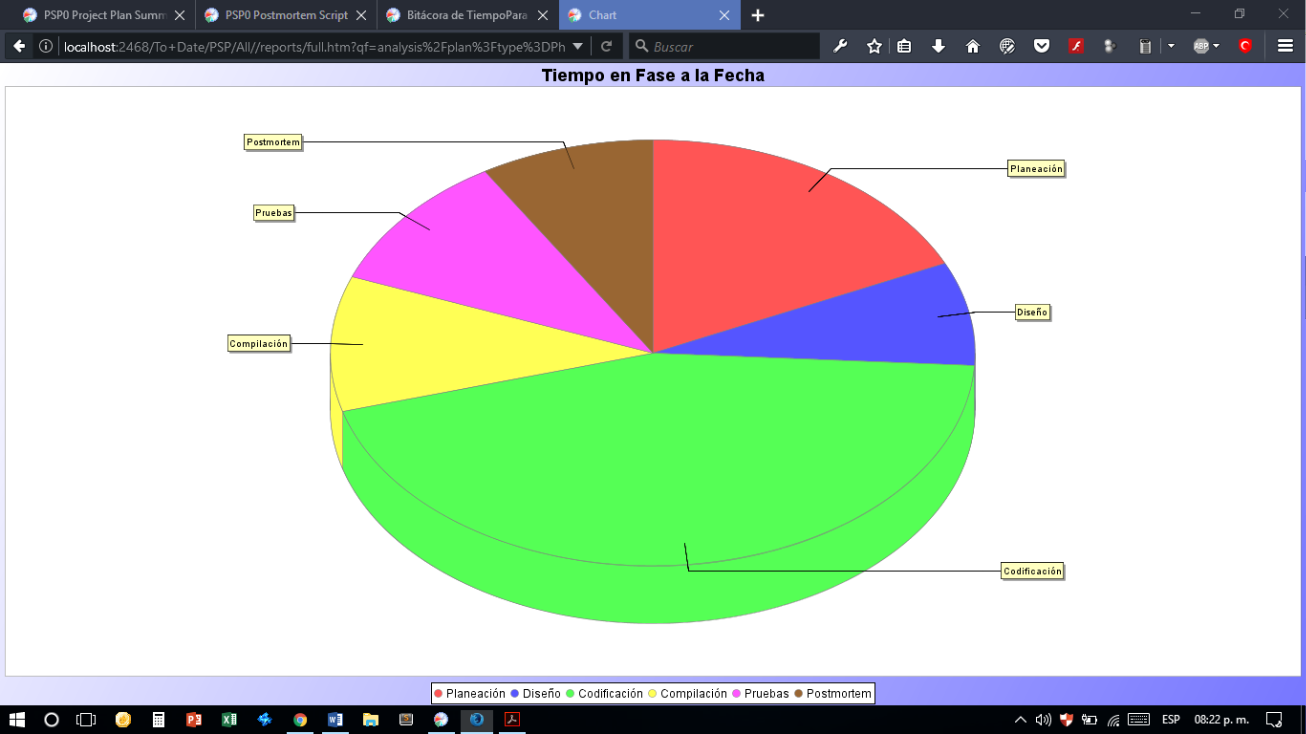 PSP0 Project Plan Summ
PSP0 Postmortem Script
Bitácora de TiempoPara
Chart
localhost:2468/To+Date/PSP/All//reports/full.htm?qf=analysis%2Fplan%3Ftype%3DPh
Buscar
ABP
Tiempo en Fase a la Fecha
Postmortem
Planeación
Pruebas
Diseño
Compilación
Codificación
Planeación Diseño Codificación Compilación Pruebas Postmortem
ESP 08:22 p. m.